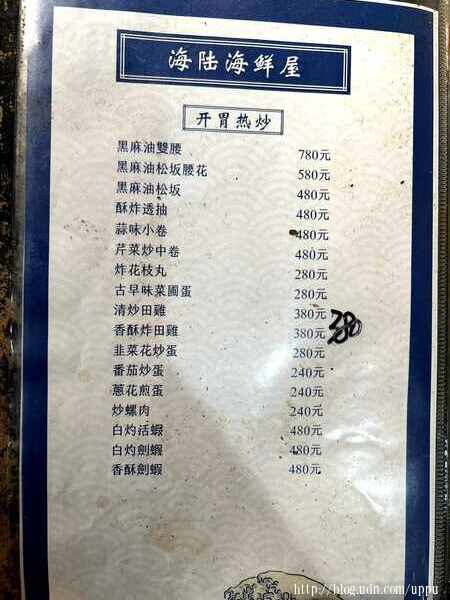 海陆海鮮屋
开胃热炒
黑麻油雙腰 780元
黑麻油松坂腰花 580元
黑麻油松坂 480元
酥炸透抽 480元
蒜味小卷 480元
芹菜炒中卷 480元
炸花枝丸 280元
古早味菜圃蛋 280元
清炒田雞 380元
香酥炸田雞 380元 380
韭菜花炒蛋 280元
番茄炒蛋 240元
蔥花煎蛋 240元
炒螺肉 240元
白灼活蝦 480元
白灼劍蝦 480元
香酥劍蝦 480元
http://blog.udn.com/uppu